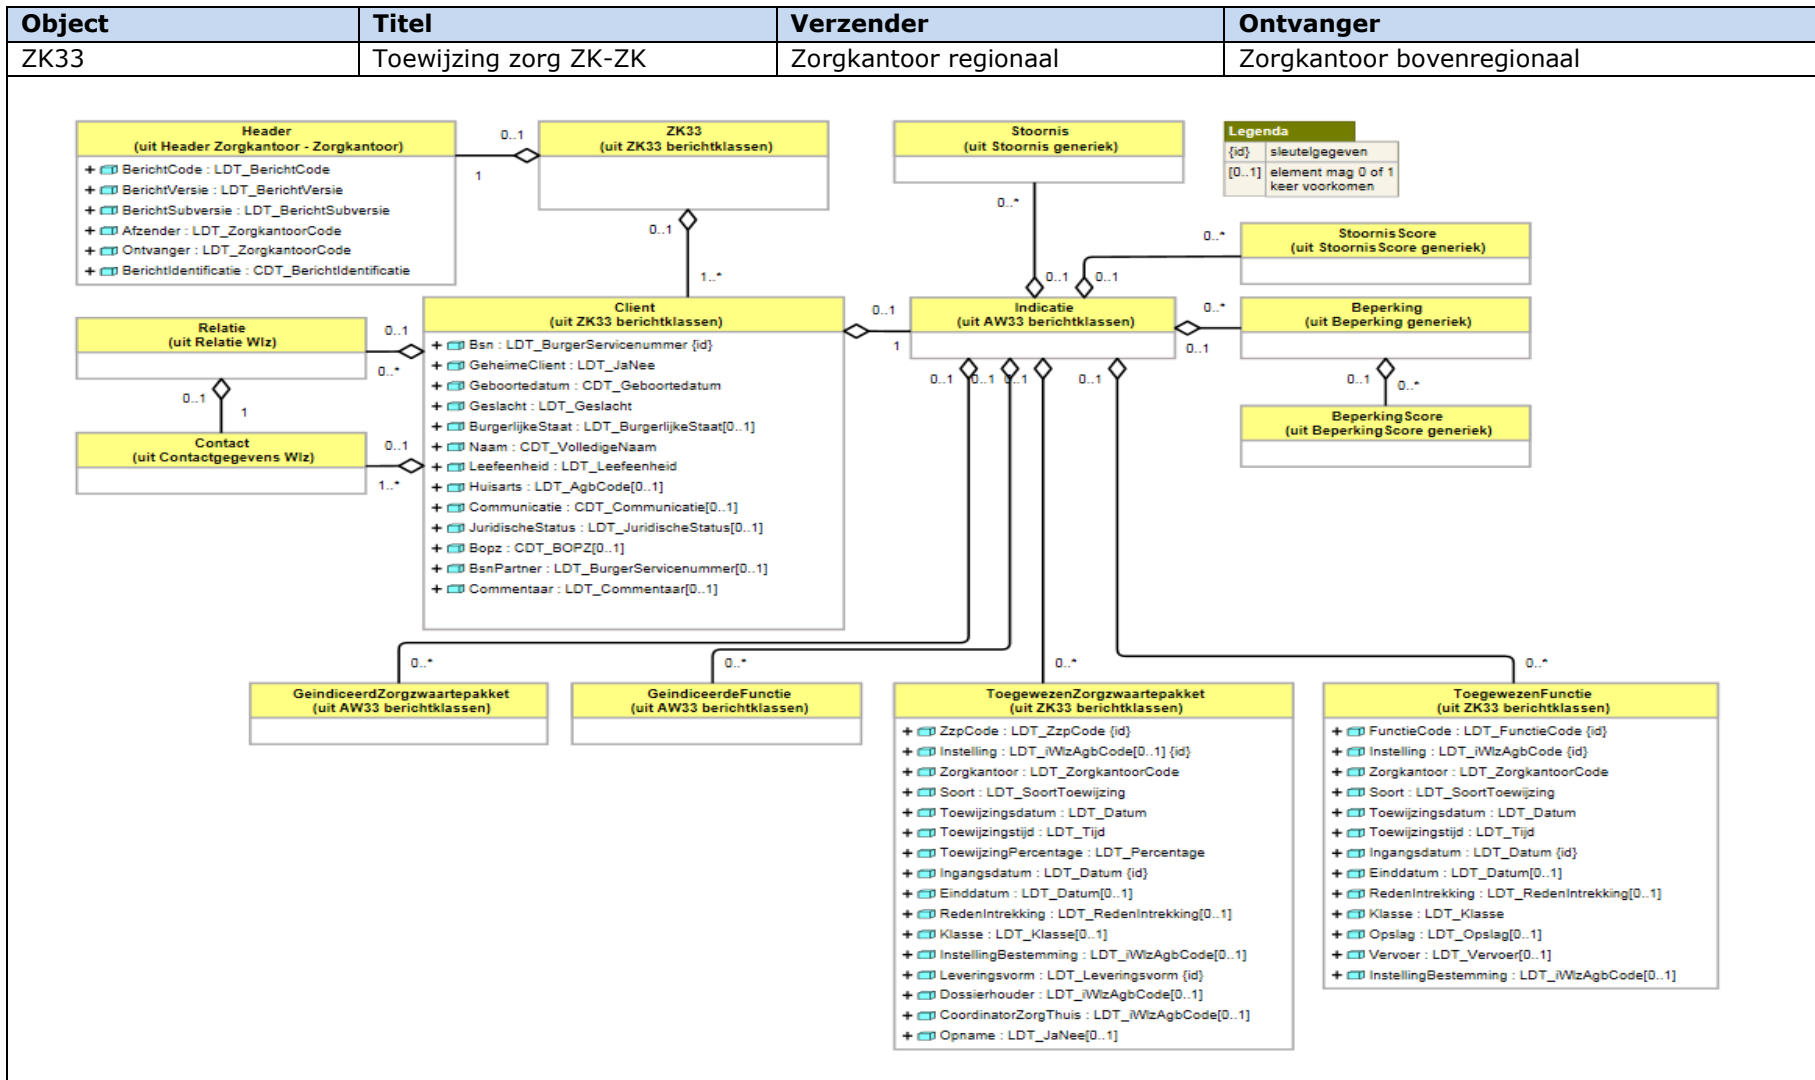 Object Titel Verzender Ontvanger
ZK33 Toewijzing zorg ZK-ZK Zorgkantoor regionaal Zorgkantoor bovenregionaal
Header
(uit Header Zorgkantoor - Zorgkantoor)
+ BerichtCode : LDT_BerichtCode
+ BerichtVersie : LDT_BerichtVersie
+ BerichtSubversie : LDT_BerichtSubversie
+ Afzender : LDT_ZorgkantoorCode
+ Ontvanger : LDT_ZorgkantoorCode
+ BerichtIdentificatie : CDT_BerichtIdentificatie
0..1
1
ZK33
(uit ZK33 berichtklassen)
0..1
1..*
Stoornis
(uit Stoornis generiek)
0..*
0..1
Legenda
{id} sleutelgegeven
[0..1] element mag 0 of 1
keer voorkomen
StoornisScore
(uit StoornisScore generiek)
0..*
0..1
Relatie
(uit Relatie Wlz)
0..1
0..*
0..1
1
Contact
(uit Contactgegevens Wlz)
0..1
1..*
Client
(uit ZK33 berichtklassen)
+ Bsn : LDT_BurgerServicenummer {id}
+ GeheimeClient : LDT_JaNee
+ Geboortedatum : CDT_Geboortedatum
+ Geslacht : LDT_Geslacht
+ BurgerlijkeStaat : LDT_BurgerlijkeStaat[0..1]
+ Naam : CDT_VolledigeNaam
+ Leefeenheid : LDT_Leefeenheid
+ Huisarts : LDT_AgbCode[0..1]
+ Communicatie : CDT_Communicatie[0..1]
+ JuridischeStatus : LDT_JuridischeStatus[0..1]
+ Bopz : CDT_BOPZ[0..1]
+ BsnPartner : LDT_BurgerServicenummer[0..1]
+ Commentaar : LDT_Commentaar[0..1]
0..1
1
Indicatie
(uit AW33 berichtklassen)
0..*
0..1
Beperking
(uit Beperking generiek)
0..1
0..*
BeperkingScore
(uit BeperkingScore generiek)
0..1
0..1
0..1
0..1
0..*
0..*
0..*
0..*
GeindiceerdZorgzwaartepakket
(uit AW33 berichtklassen)
GeindiceerdeFunctie
(uit AW33 berichtklassen)
ToegewezenZorgzwaartepakket
(uit ZK33 berichtklassen)
+ ZzpCode : LDT_ZzpCode {id}
+ Instelling : LDT_iWlzAgbCode[0..1] {id}
+ Zorgkantoor : LDT_ZorgkantoorCode
+ Soort : LDT_SoortToewijzing
+ Toewijzingsdatum : LDT_Datum
+ Toewijzingstijd : LDT_Tijd
+ ToewijzingPercentage : LDT_Percentage
+ Ingangsdatum : LDT_Datum {id}
+ Einddatum : LDT_Datum[0..1]
+ RedenIntrekking : LDT_RedenIntrekking[0..1]
+ Klasse : LDT_Klasse[0..1]
+ InstellingBestemming : LDT_iWlzAgbCode[0..1]
+ Leveringsvorm : LDT_Leveringsvorm {id}
+ Dossierhouder : LDT_iWlzAgbCode[0..1]
+ CoordinatorZorgThuis : LDT_iWlzAgbCode[0..1]
+ Opname : LDT_JaNee[0..1]
ToegewezenFunctie
(uit ZK33 berichtklassen)
+ FunctieCode : LDT_FunctieCode {id}
+ Instelling : LDT_iWlzAgbCode {id}
+ Zorgkantoor : LDT_ZorgkantoorCode
+ Soort : LDT_SoortToewijzing
+ Toewijzingsdatum : LDT_Datum
+ Toewijzingstijd : LDT_Tijd
+ Ingangsdatum : LDT_Datum {id}
+ Einddatum : LDT_Datum[0..1]
+ RedenIntrekking : LDT_RedenIntrekking[0..1]
+ Klasse : LDT_Klasse
+ Opslag : LDT_Opslag[0..1]
+ Vervoer : LDT_Vervoer[0..1]
+ InstellingBestemming : LDT_iWlzAgbCode[0..1]